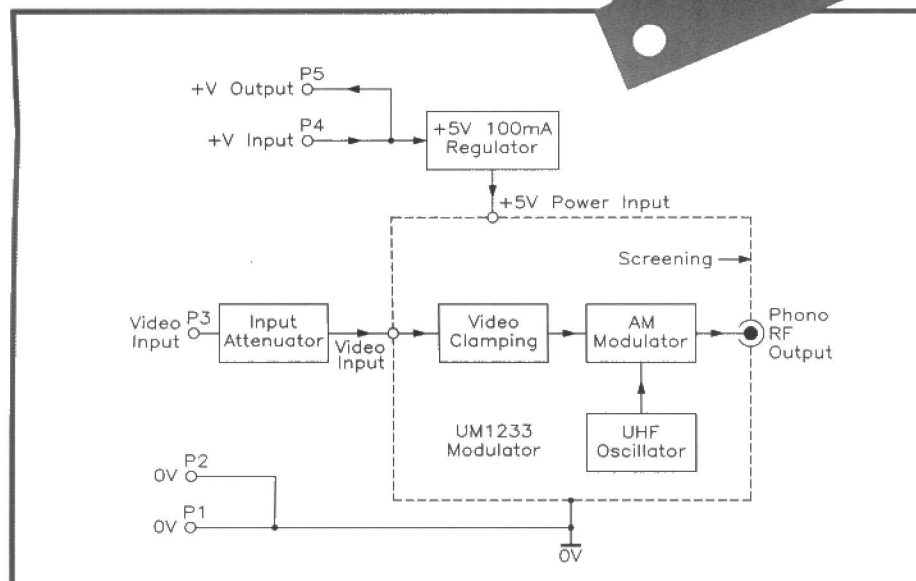 P5
+V Output
P4
+V Input
+5V 100mA
Regulator
+5V Power Input
Screening
P3
Video
Input
Input
Attenuator
Video
Input
Video
Clamping
AM
Modulator
Phono
RF
Output
UM1233
Modulator
UHF
Oscillator
P2
0V
P1
0V
0V